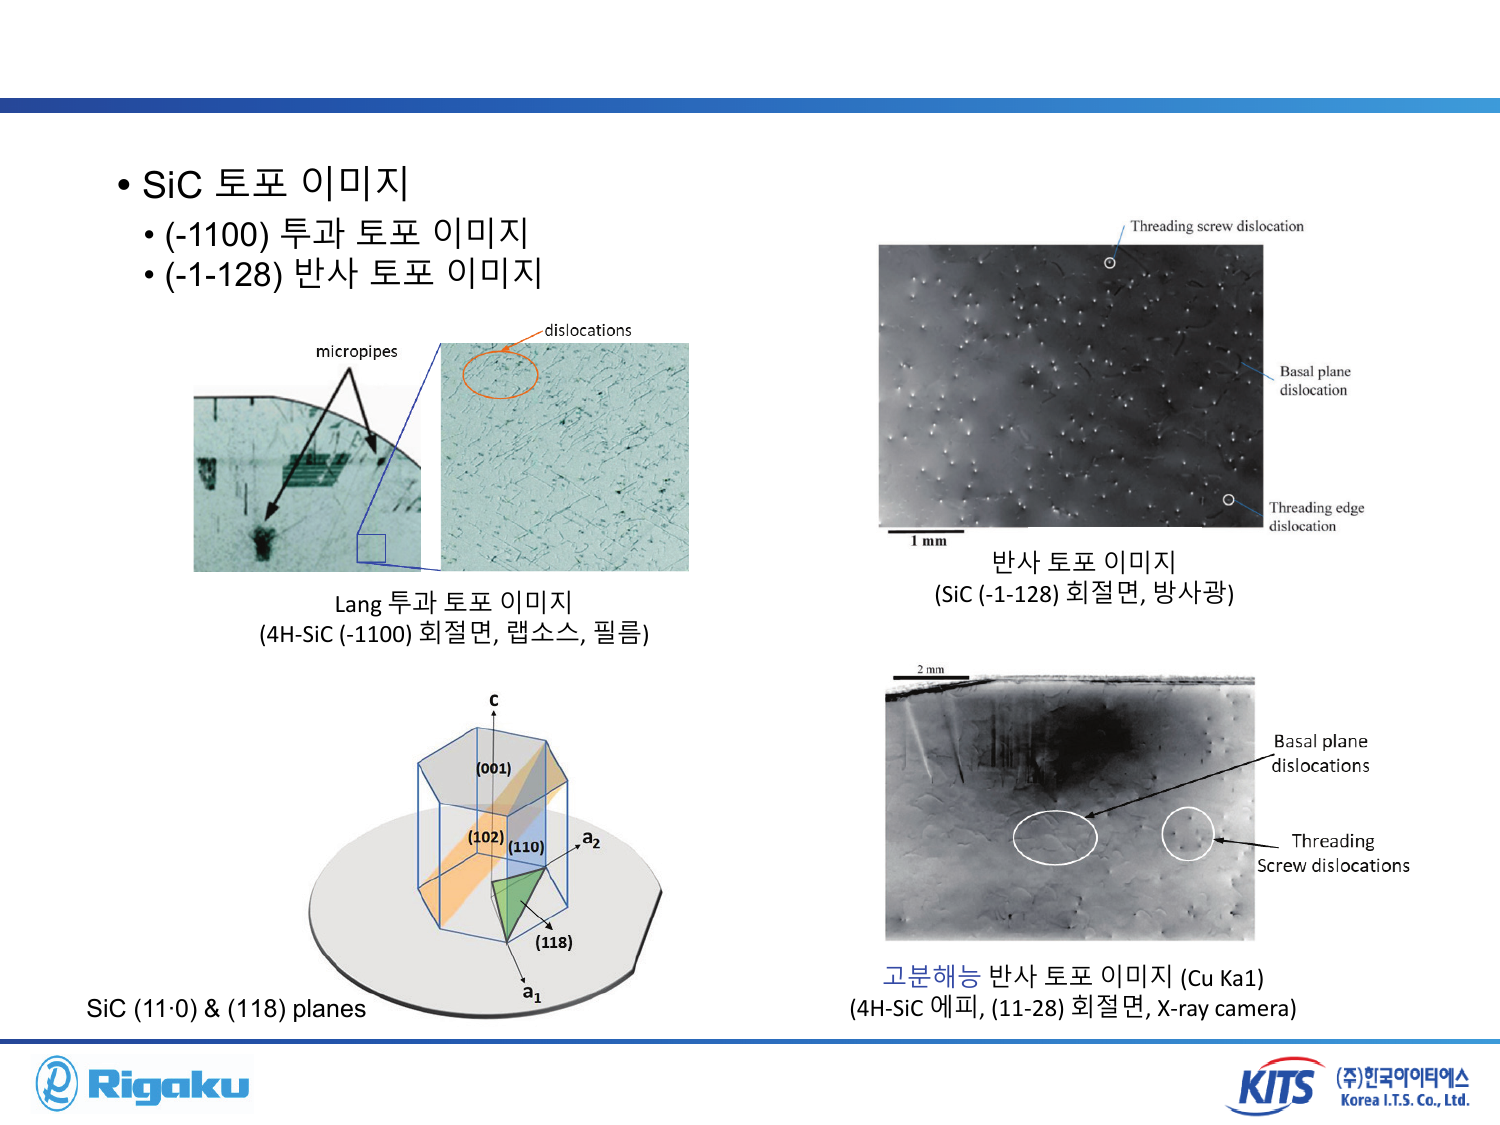 • SiC 토포 이미지
• (-1100) 투과 토포 이미지
• (-1-128) 반사 토포 이미지
dislocations
micropipes
Lang 투과 토포 이미지
(4H-SiC (-1100) 회절면, 랩소스, 필름)
Threading screw dislocation
Basal plane
dislocation
Threading edge
dislocation
1 mm
반사 토포 이미지
(SiC (-1-128) 회절면, 방사광)
c
(001)
(102)
(110)
a2
(118)
a1
SiC (11·0) & (118) planes
2 mm
Basal plane
dislocations
Threading
Screw dislocations
고분해능 반사 토포 이미지 (Cu Ka1)
(4H-SiC 에피, (11-28) 회절면, X-ray camera)
Rigaku
KITS
(주)한국아이티에스
Korea I.T.S. Co., Ltd.